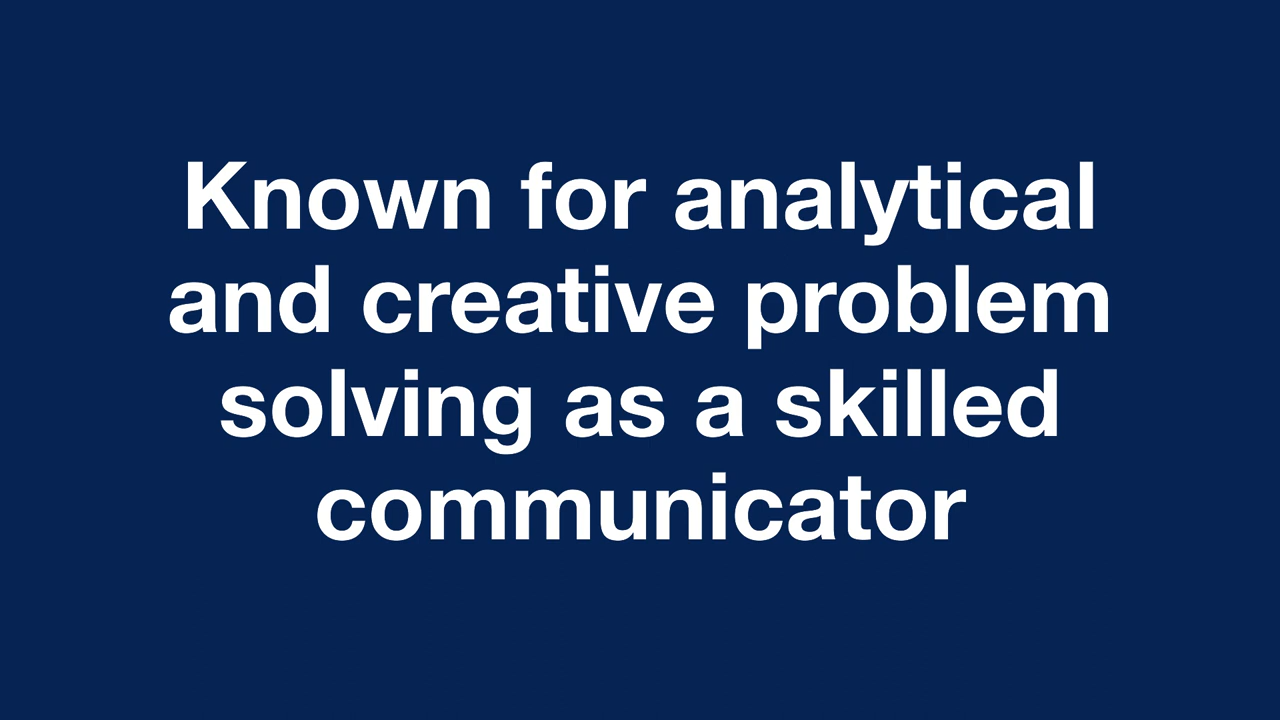 Known for analytical
and creative problem
solving as a skilled
communicator